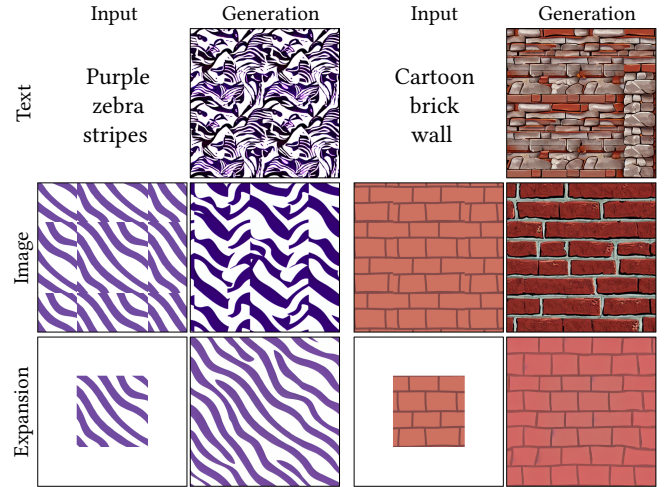 Input Generation Input Generation
Text
Purple
zebra
stripes
Cartoon
brick
wall
Image
Expansion